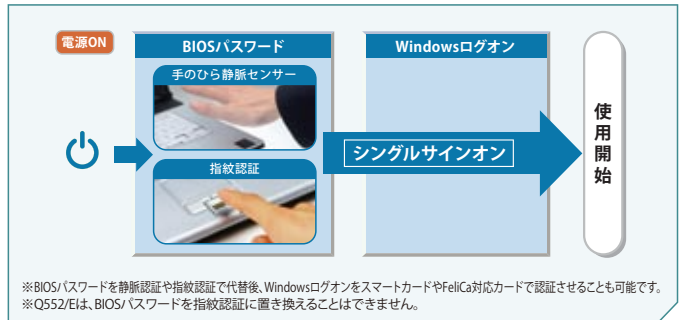 電源ON
BIOSパスワード
手のひら静脈センサー
指紋認証
Windowsログオン
シングルサインオン
使用開始
※BIOSパスワードを静脈認証や指紋認証で代替後、WindowsログオンをスマートカードやFeliCa対応カードで認証させることも可能です。
※Q552/Eは、BIOSパスワードを指紋認証に置き換えることはできません。